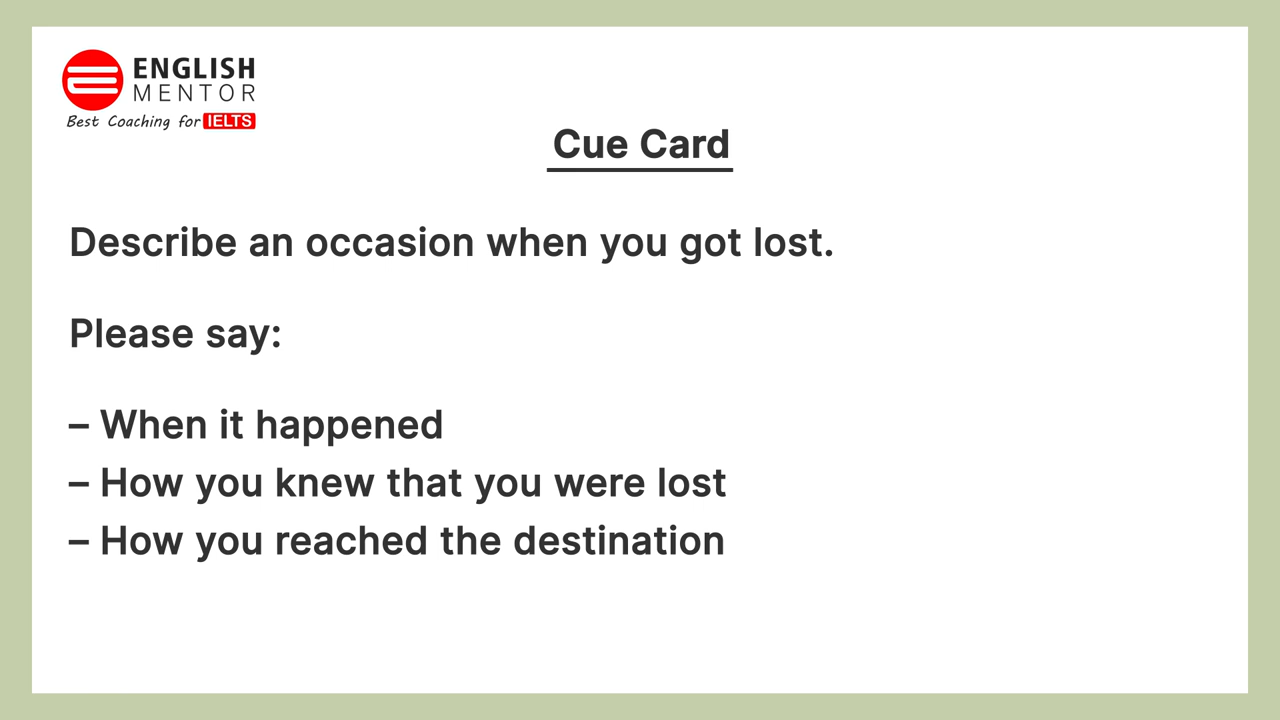 ENGLISH
MENTOR
Best Coaching for IELTS
Cue Card
Describe an occasion when you got lost.
Please say:
– When it happened
– How you knew that you were lost
– How you reached the destination